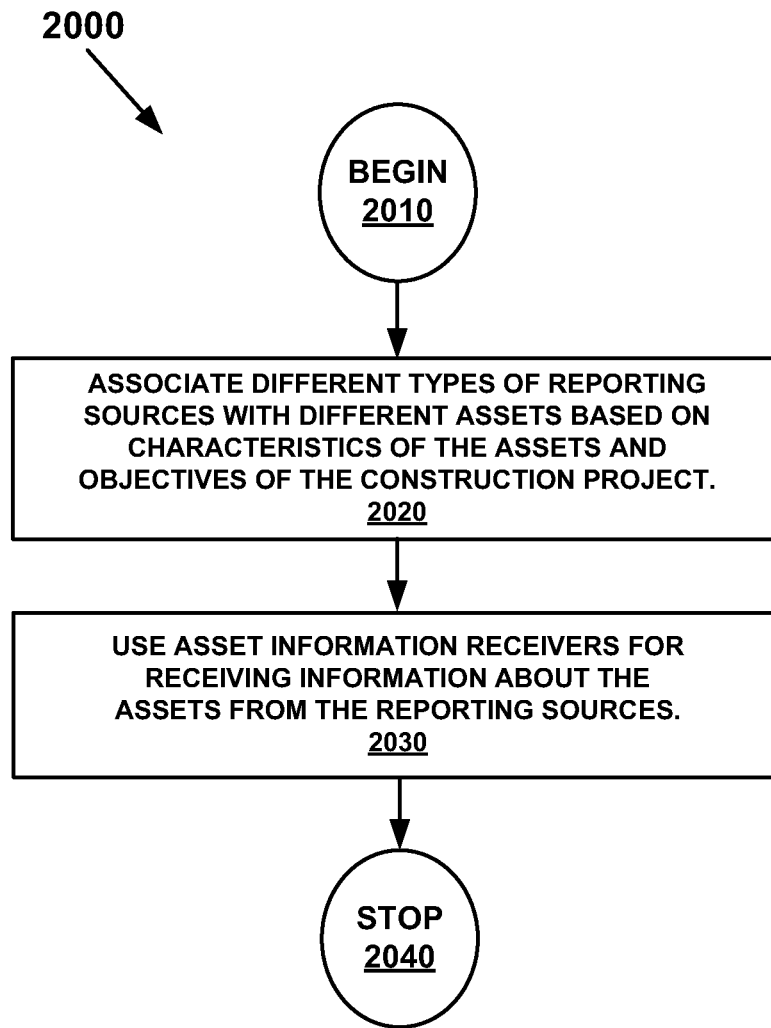 2000
BEGIN
2010
ASSOCIATE DIFFERENT TYPES OF REPORTING
SOURCES WITH DIFFERENT ASSETS BASED ON
CHARACTERISTICS OF THE ASSETS AND
OBJECTIVES OF THE CONSTRUCTION PROJECT.
2020
USE ASSET INFORMATION RECEIVERS FOR
RECEIVING INFORMATION ABOUT THE
ASSETS FROM THE REPORTING SOURCES.
2030
STOP
2040